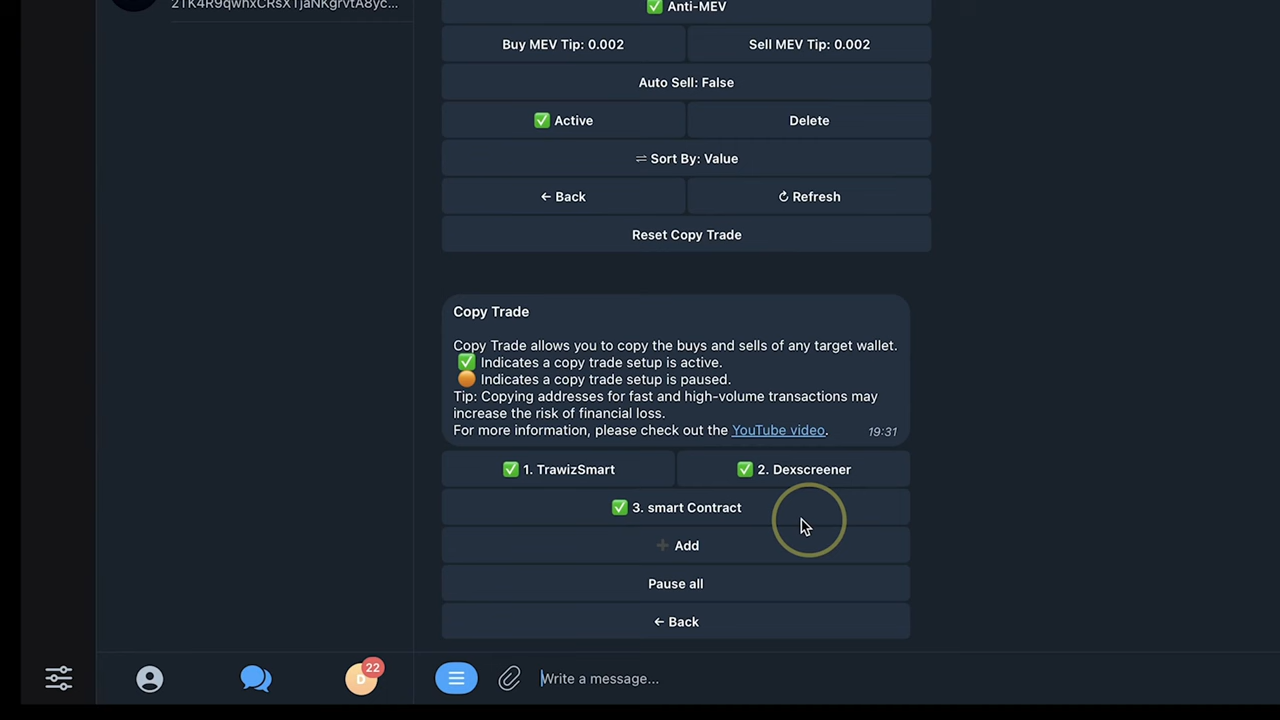 Anti-MEV
Buy MEV Tip: 0.002
Sell MEV Tip: 0.002
Auto Sell: False
Active
Delete
⇌ Sort By: Value
← Back
↻ Refresh
Reset Copy Trade
Copy Trade
Copy Trade allows you to copy the buys and sells of any target wallet.
✅ Indicates a copy trade setup is active.
🟠 Indicates a copy trade setup is paused.
Tip: Copying addresses for fast and high-volume transactions may
increase the risk of financial loss.
For more information, please check out the YouTube video.
19:31
✅ 1. TrawizSmart
✅ 2. Dexscreener
✅ 3. smart Contract
➕ Add
Pause all
← Back
D
22
Write a message...